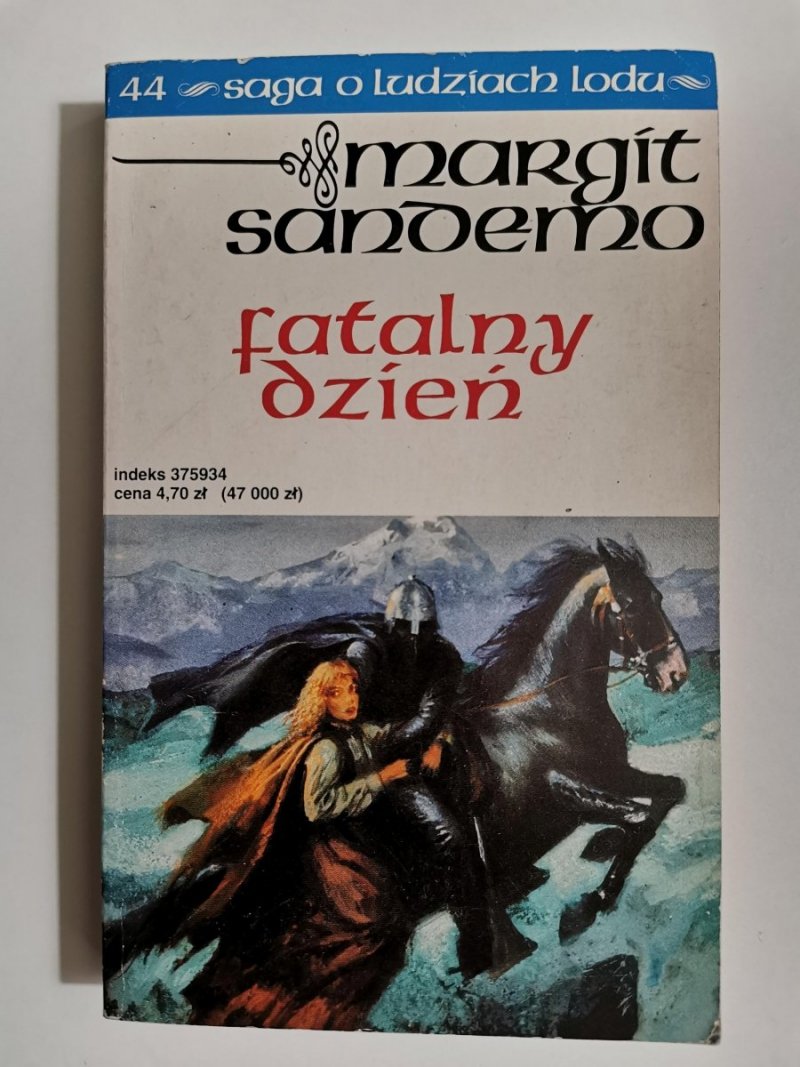 44 saga o ludziach lodu
margit
sandemo
fatalny
dzień
indeks 375934
cena 4,70 zł (47 000 zł)